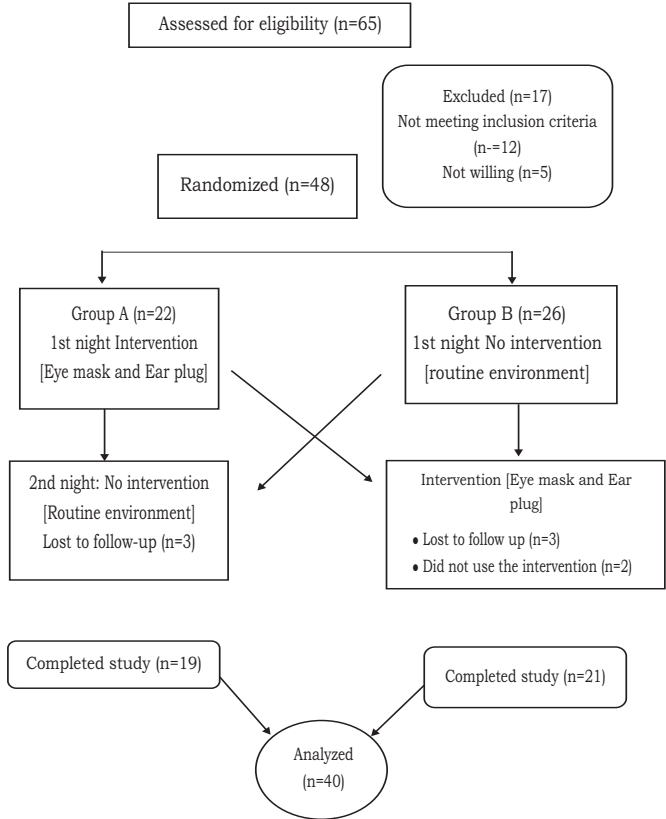 Assessed for eligibility (n=65)
Excluded (n=17)
Not meeting inclusion criteria
(n-=12)
Not willing (n=5)
Randomized (n=48)
Group A (n=22)
1st night Intervention
[Eye mask and Ear plug]
Group B (n=26)
1st night No intervention
[routine environment]
2nd night: No intervention
[Routine environment]
Lost to follow-up (n=3)
Intervention [Eye mask and Ear
plug]
• Lost to follow up (n=3)
• Did not use the intervention (n=2)
Completed study (n=19)
Completed study (n=21)
Analyzed
(n=40)